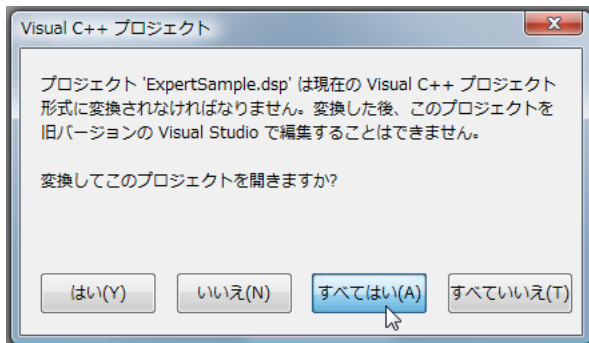 Visual C++ プロジェクト
プロジェクト 'ExpertSample.dsp' は現在の Visual C++ プロジェクト
形式に変換されなければなりません。変換した後、このプロジェクトを
旧バージョンの Visual Studio で編集することはできません。
変換してこのプロジェクトを開きますか?
はい(Y) いいえ(N) すべてはい(A) すべていいえ(T)